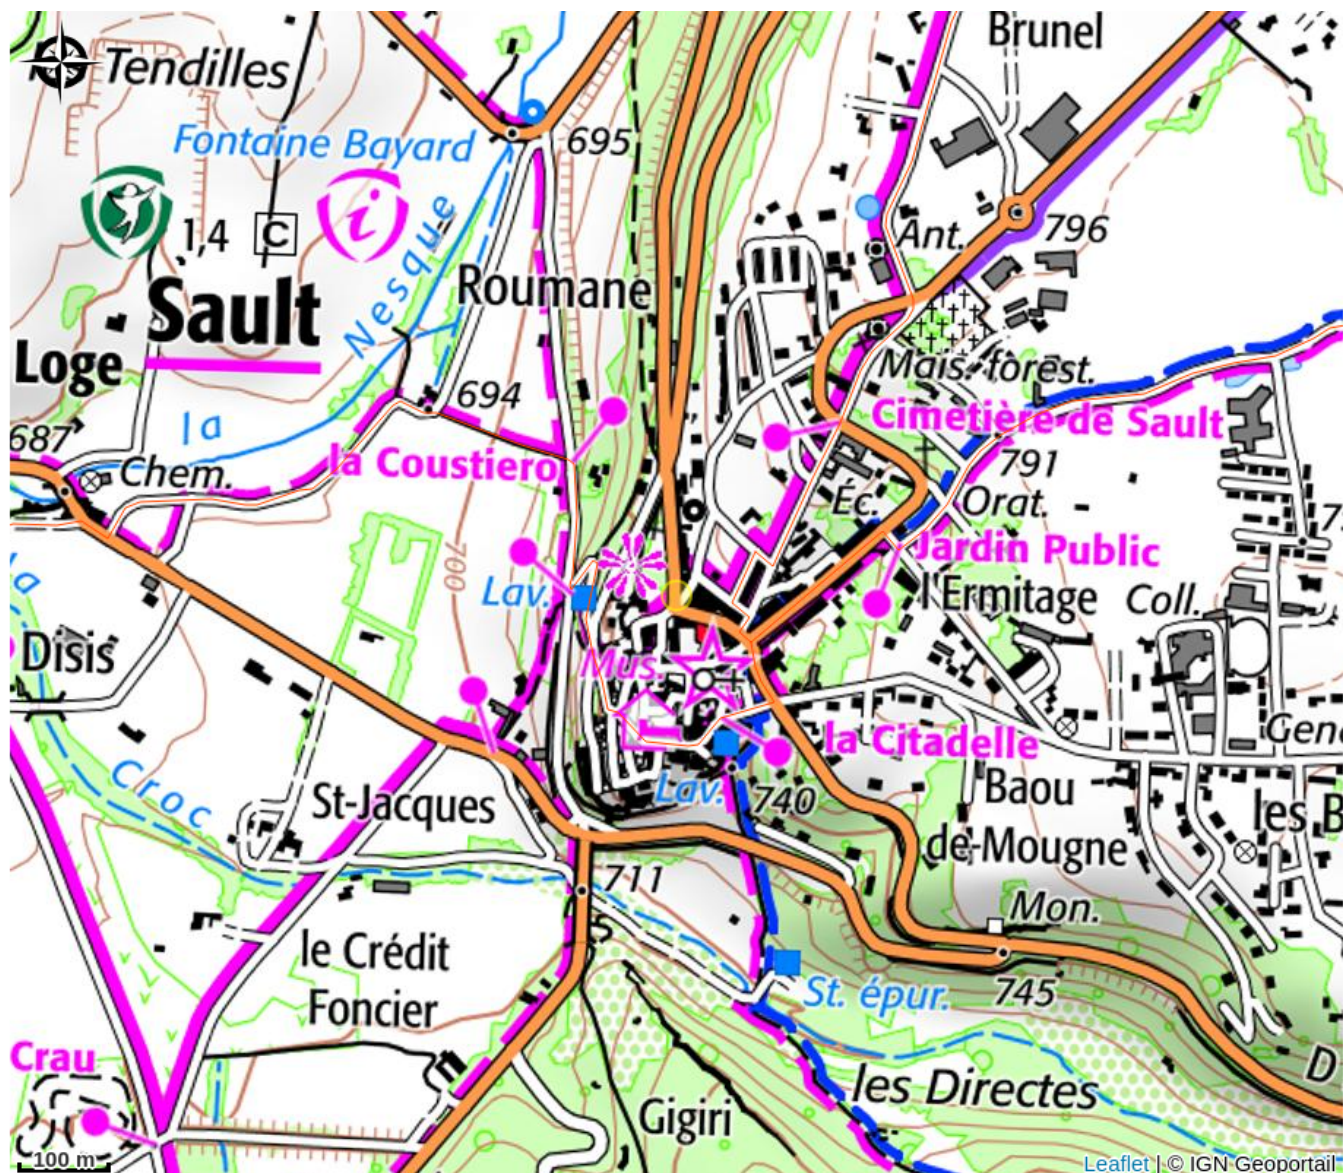 Brunel
Tendilles
Fontaine Bayard
695
1,4
C
i
Nesque
Ant.
796
Roumane
Sault
Loge
Mais. forest.
694
la
Cimetière de Sault
687
Chem.
la Coustiero
791
Éc.
Orat.
Jardin Public
700
Lav.
l'Ermitage
Coll.
Disis
Mus.
la Citadelle
Croc
St-Jacques
Lav.
740
Baou
de-Mougne
711
Mon.
le Crédit
Foncier
St. épur.
745
Crau
les Directes
Gigiri
D
100 m
Leaflet | © IGN Geoportail